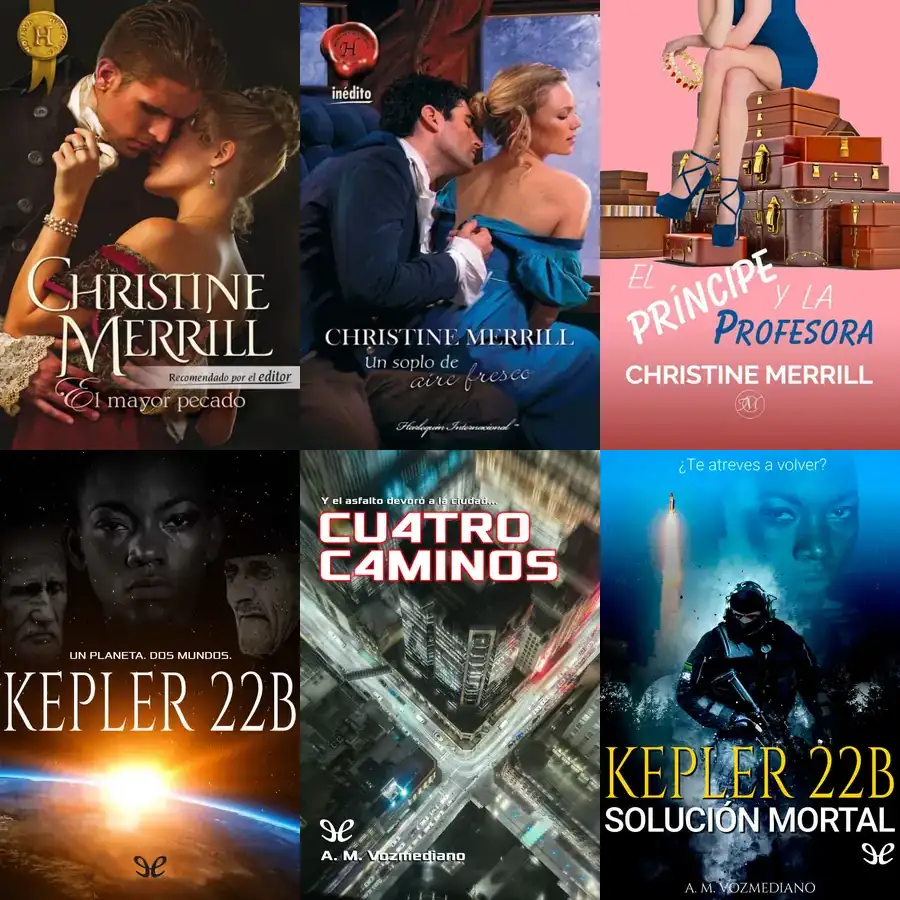 H
CHRISTINE
MERRILL
Recomendado por el editor
El mayor pecado
H
inédito
CHRISTINE MERRILL
Un soplo de
aire fresco
Harlequin Internacional™
EL
PRÍNCIPE
Y LA
PROFESORA
CHRISTINE MERRILL
UN PLANETA. DOS MUNDOS.
KEPLER 22B
Y el asfalto devoró a la ciudad...
CU4TRO
C4MINOS
A. M. Vozmediano
¿Te atreves a volver?
KEPLER 22B
SOLUCIÓN MORTAL
A. M. VOZMEDIANO